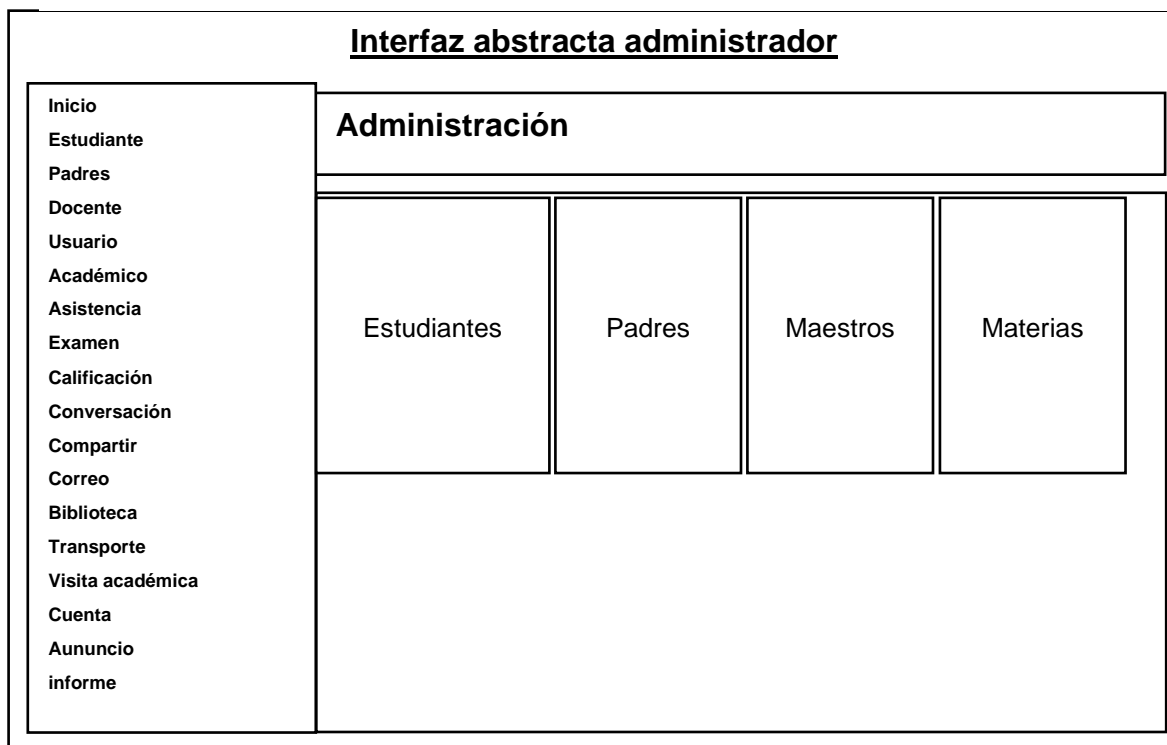 Interfaz abstracta administrador
Inicio
Estudiante
Padres
Docente
Usuario
Académico
Asistencia
Examen
Calificación
Conversación
Compartir
Correo
Biblioteca
Transporte
Visita académica
Cuenta
Aununcio
informe
Administración
Estudiantes
Padres
Maestros
Materias